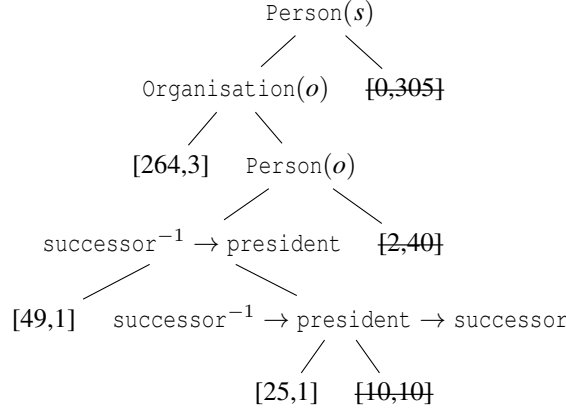 Person(s)
Organisation(o) [0,305]
[264,3] Person(o)
successor⁻¹ → president [2,40]
[49,1] successor⁻¹ → president → successor
[25,1] [10,10]